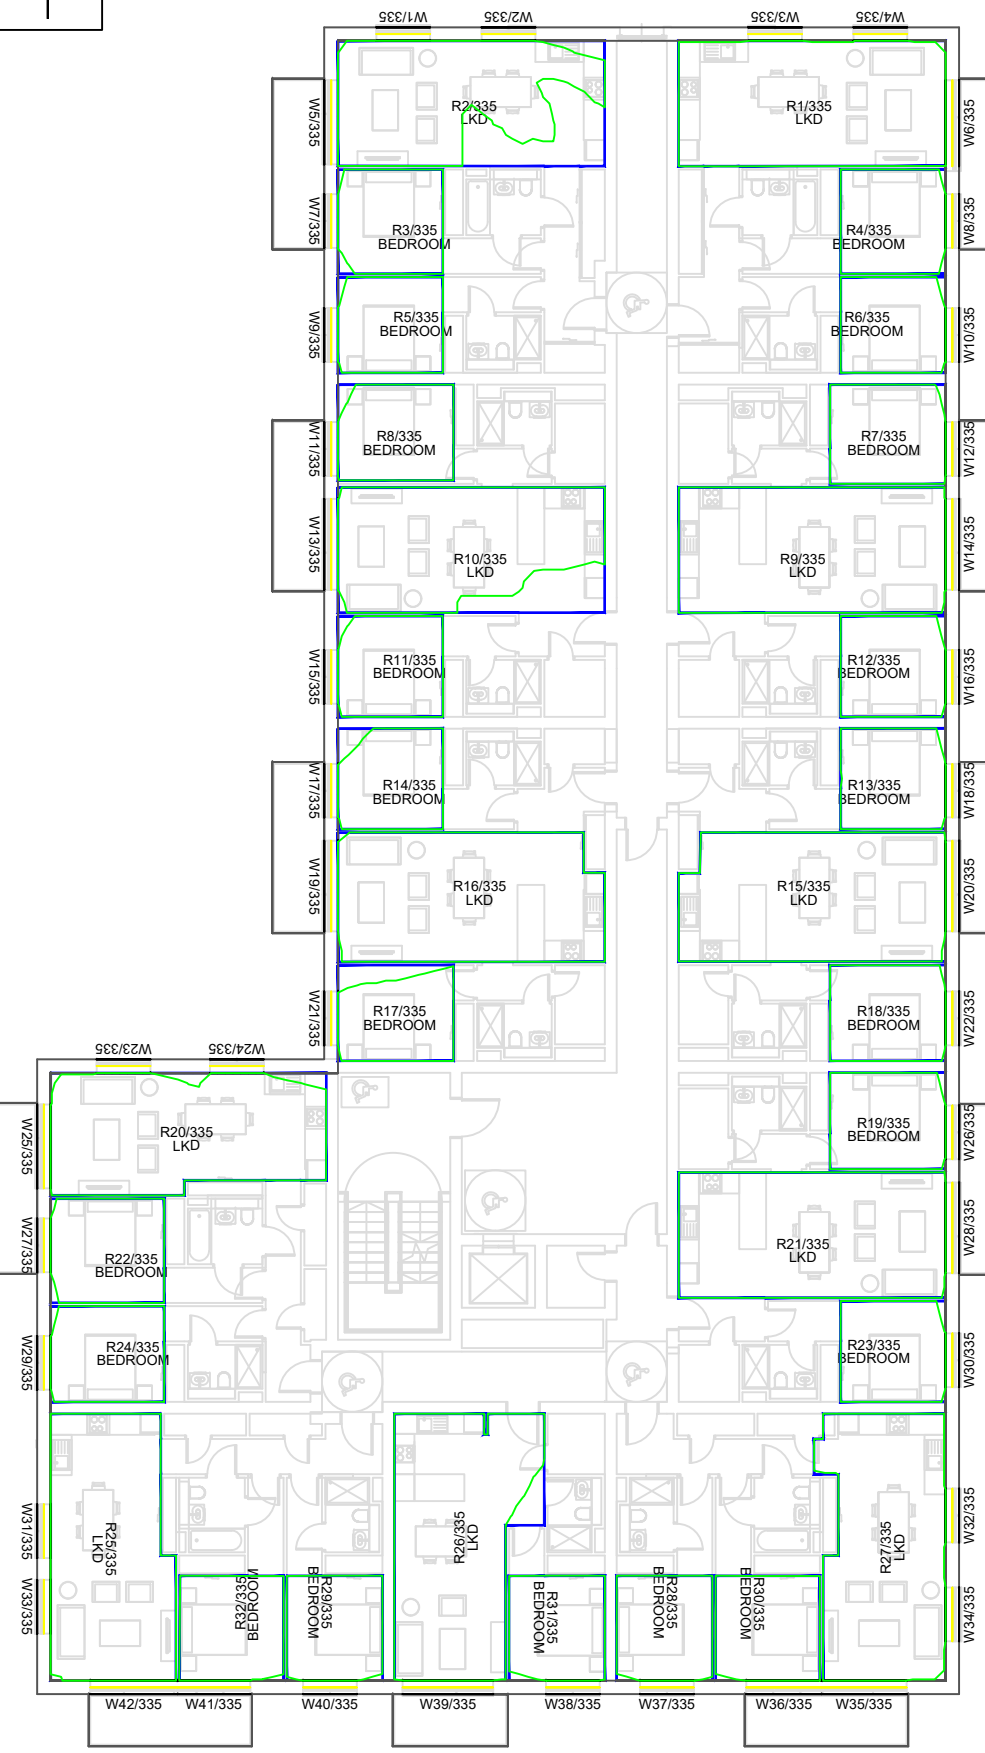 W1/335
W2/335
W3/335
W4/335
W5/335
R2/335
LKD
R1/335
LKD
W6/335
W7/335
R3/335
BEDROOM
R4/335
BEDROOM
W8/335
W9/335
R5/335
BEDROOM
R6/335
BEDROOM
W10/335
W11/335
R8/335
BEDROOM
R7/335
BEDROOM
W12/335
W13/335
R10/335
LKD
R9/335
LKD
W14/335
W15/335
R11/335
BEDROOM
R12/335
BEDROOM
W16/335
W17/335
R14/335
BEDROOM
R13/335
BEDROOM
W18/335
W19/335
R16/335
LKD
R15/335
LKD
W20/335
W21/335
R17/335
BEDROOM
R18/335
BEDROOM
W22/335
W23/335
W24/335
W25/335
R20/335
LKD
R19/335
BEDROOM
W26/335
W27/335
R22/335
BEDROOM
R21/335
LKD
W28/335
W29/335
R24/335
BEDROOM
R23/335
BEDROOM
W30/335
W31/335
R25/335
LKD
R26/335
LKD
R27/335
LKD
W32/335
W33/335
R32/335
BEDROOM
R29/335
BEDROOM
R31/335
BEDROOM
R28/335
BEDROOM
R30/335
BEDROOM
W34/335
W42/335
W41/335
W40/335
W39/335
W38/335
W37/335
W36/335
W35/335